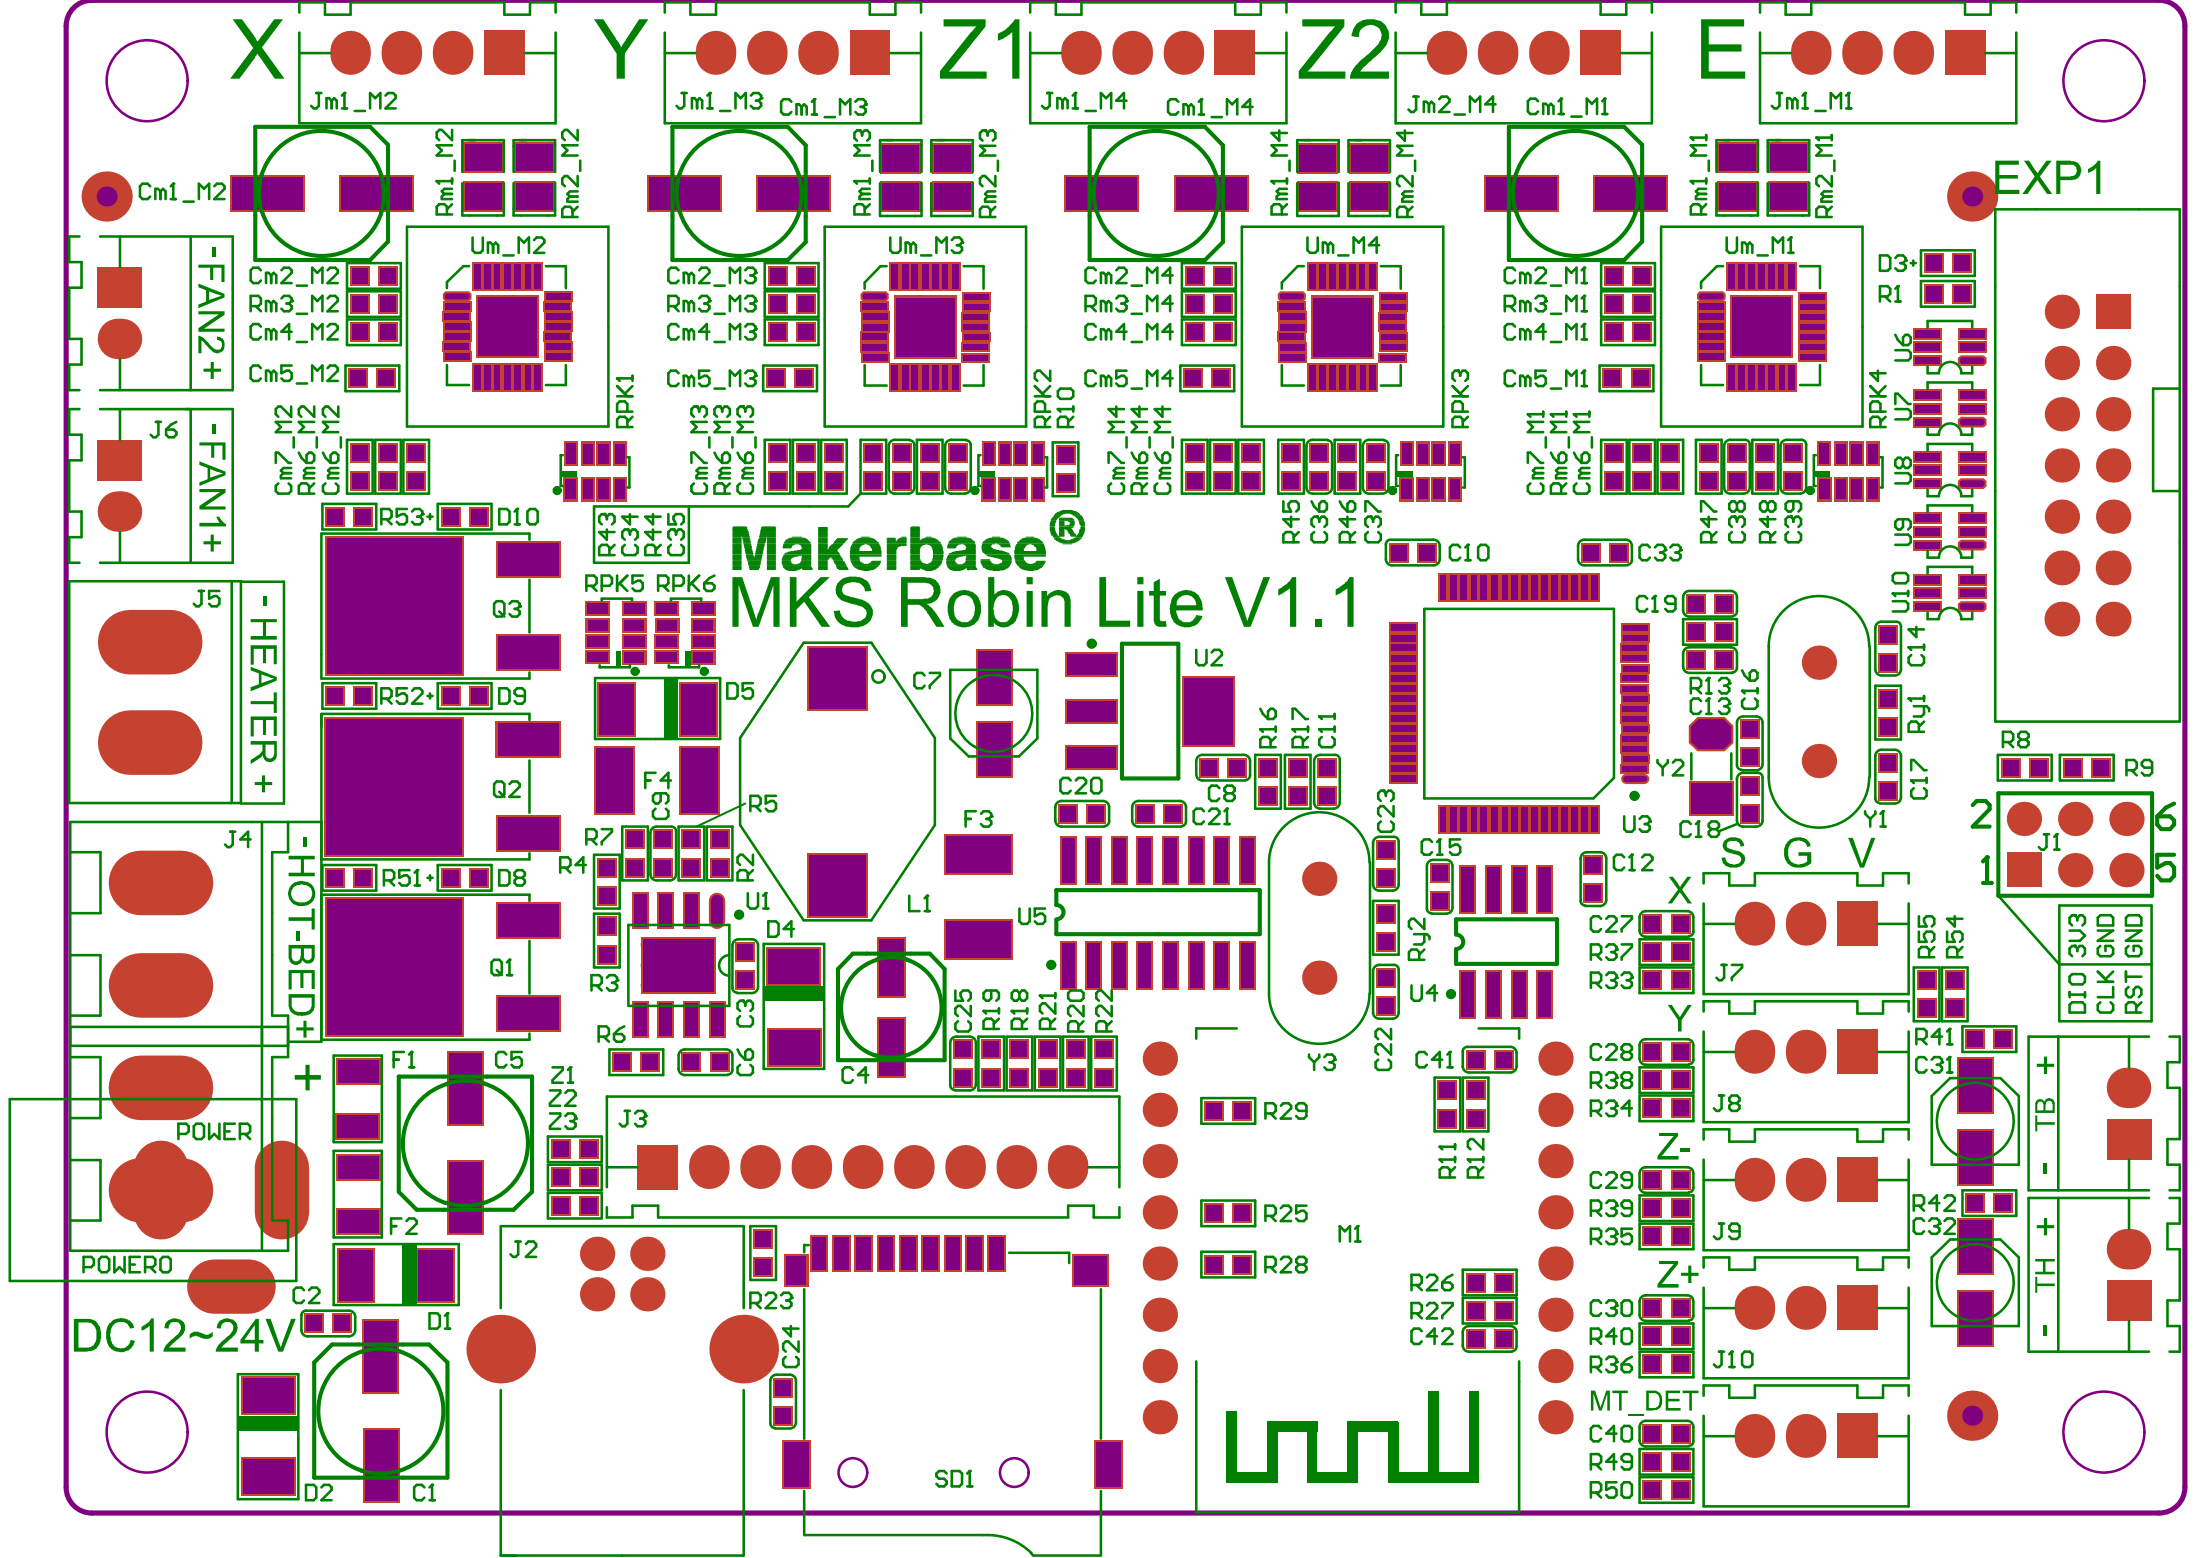 X
Y
Z1
Z2
E
Jm1_M2
Jm1_M3
Cm1_M3
Jm1_M4
Cm1_M4
Jm2_M4
Cm1_M1
Jm1_M1
Cm1_M2
Rm1_M2
Rm2_M2
Rm1_M3
Rm2_M3
Rm1_M4
Rm2_M4
Rm1_M1
Rm2_M1
EXP1
Um_M2
Um_M3
Um_M4
Um_M1
Cm2_M2
Rm3_M2
Cm4_M2
Cm5_M2
Cm2_M3
Rm3_M3
Cm4_M3
Cm5_M3
Cm2_M4
Rm3_M4
Cm4_M4
Cm5_M4
Cm2_M1
Rm3_M1
Cm4_M1
Cm5_M1
D3+
R1
U6
U7
U8
U9
U10
-FAN2+
J6
-FAN1+
Cm7_M2
Rm6_M2
Cm6_M2
RPK1
Cm7_M3
Rm6_M3
Cm6_M3
RPK2
R10
Cm7_M4
Rm6_M4
Cm6_M4
RPK3
Cm7_M1
Rm6_M1
Cm6_M1
RPK4
R53+
D10
R43
C34
R44
C35
R45
C36
R46
C37
R47
C38
R48
C39
Makerbase®
MKS Robin Lite V1.1
C10
C33
J5
-HEATER+
Q3
RPK5
RPK6
R52+
D9
D5
C7
U2
C19
R13
C13
C16
C14
Ry1
C17
Y2
Y1
C18
U3
R8
R9
Q2
F4
C9
R5
R7
R4
R2
F3
C20
C21
C8
R16
R17
C11
C23
C15
C12
S G V
2
6
J1
1
5
J4
-HOT-BED+
R51+
D8
U1
D4
L1
U5
Q1
R3
C3
R6
C6
C4
C25
R19
R18
R21
R20
R22
Ry2
C22
Y3
U4
C41
X
C27
R37
R33
J7
R55
R54
3V3
GND
GND
DIO
CLK
RST
Y
C28
R38
R34
J8
R41
C31
TB
+
-
Z-
C29
R39
R35
J9
R42
C32
TH
+
-
Z+
C30
R40
R36
J10
MT_DET
C40
R49
R50
+
F1
C5
Z1
Z2
Z3
J3
POWER
F2
POWERO
J2
R23
C24
C2
D1
DC12~24V
D2
C1
SD1
R29
R25
R28
M1
R11
R12
R26
R27
C42